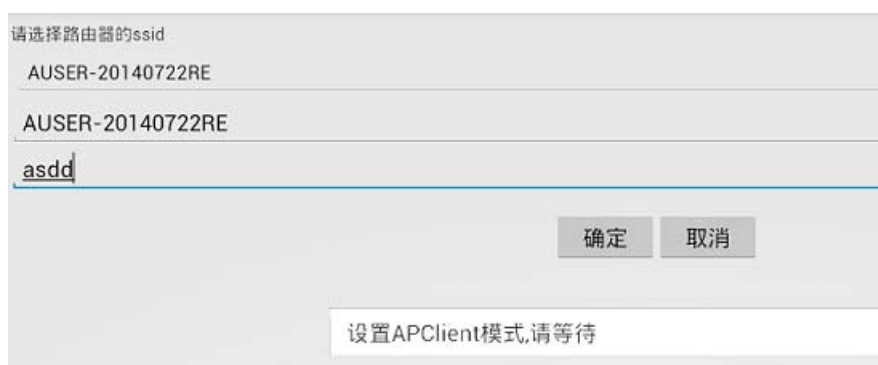 请选择路由器的ssid
AUSER-20140722RE
AUSER-20140722RE
asdd
确定 取消
设置APClient模式,请等待